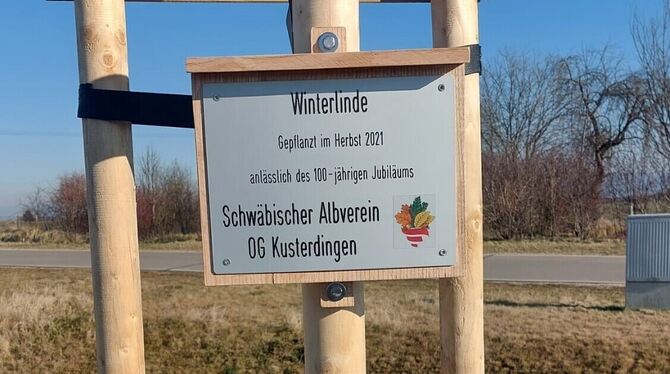 Winterlinde
Gepflanzt im Herbst 2021
anlässlich des 100-jährigen Jubiläums
Schwäbischer Albverein
OG Kusterdingen